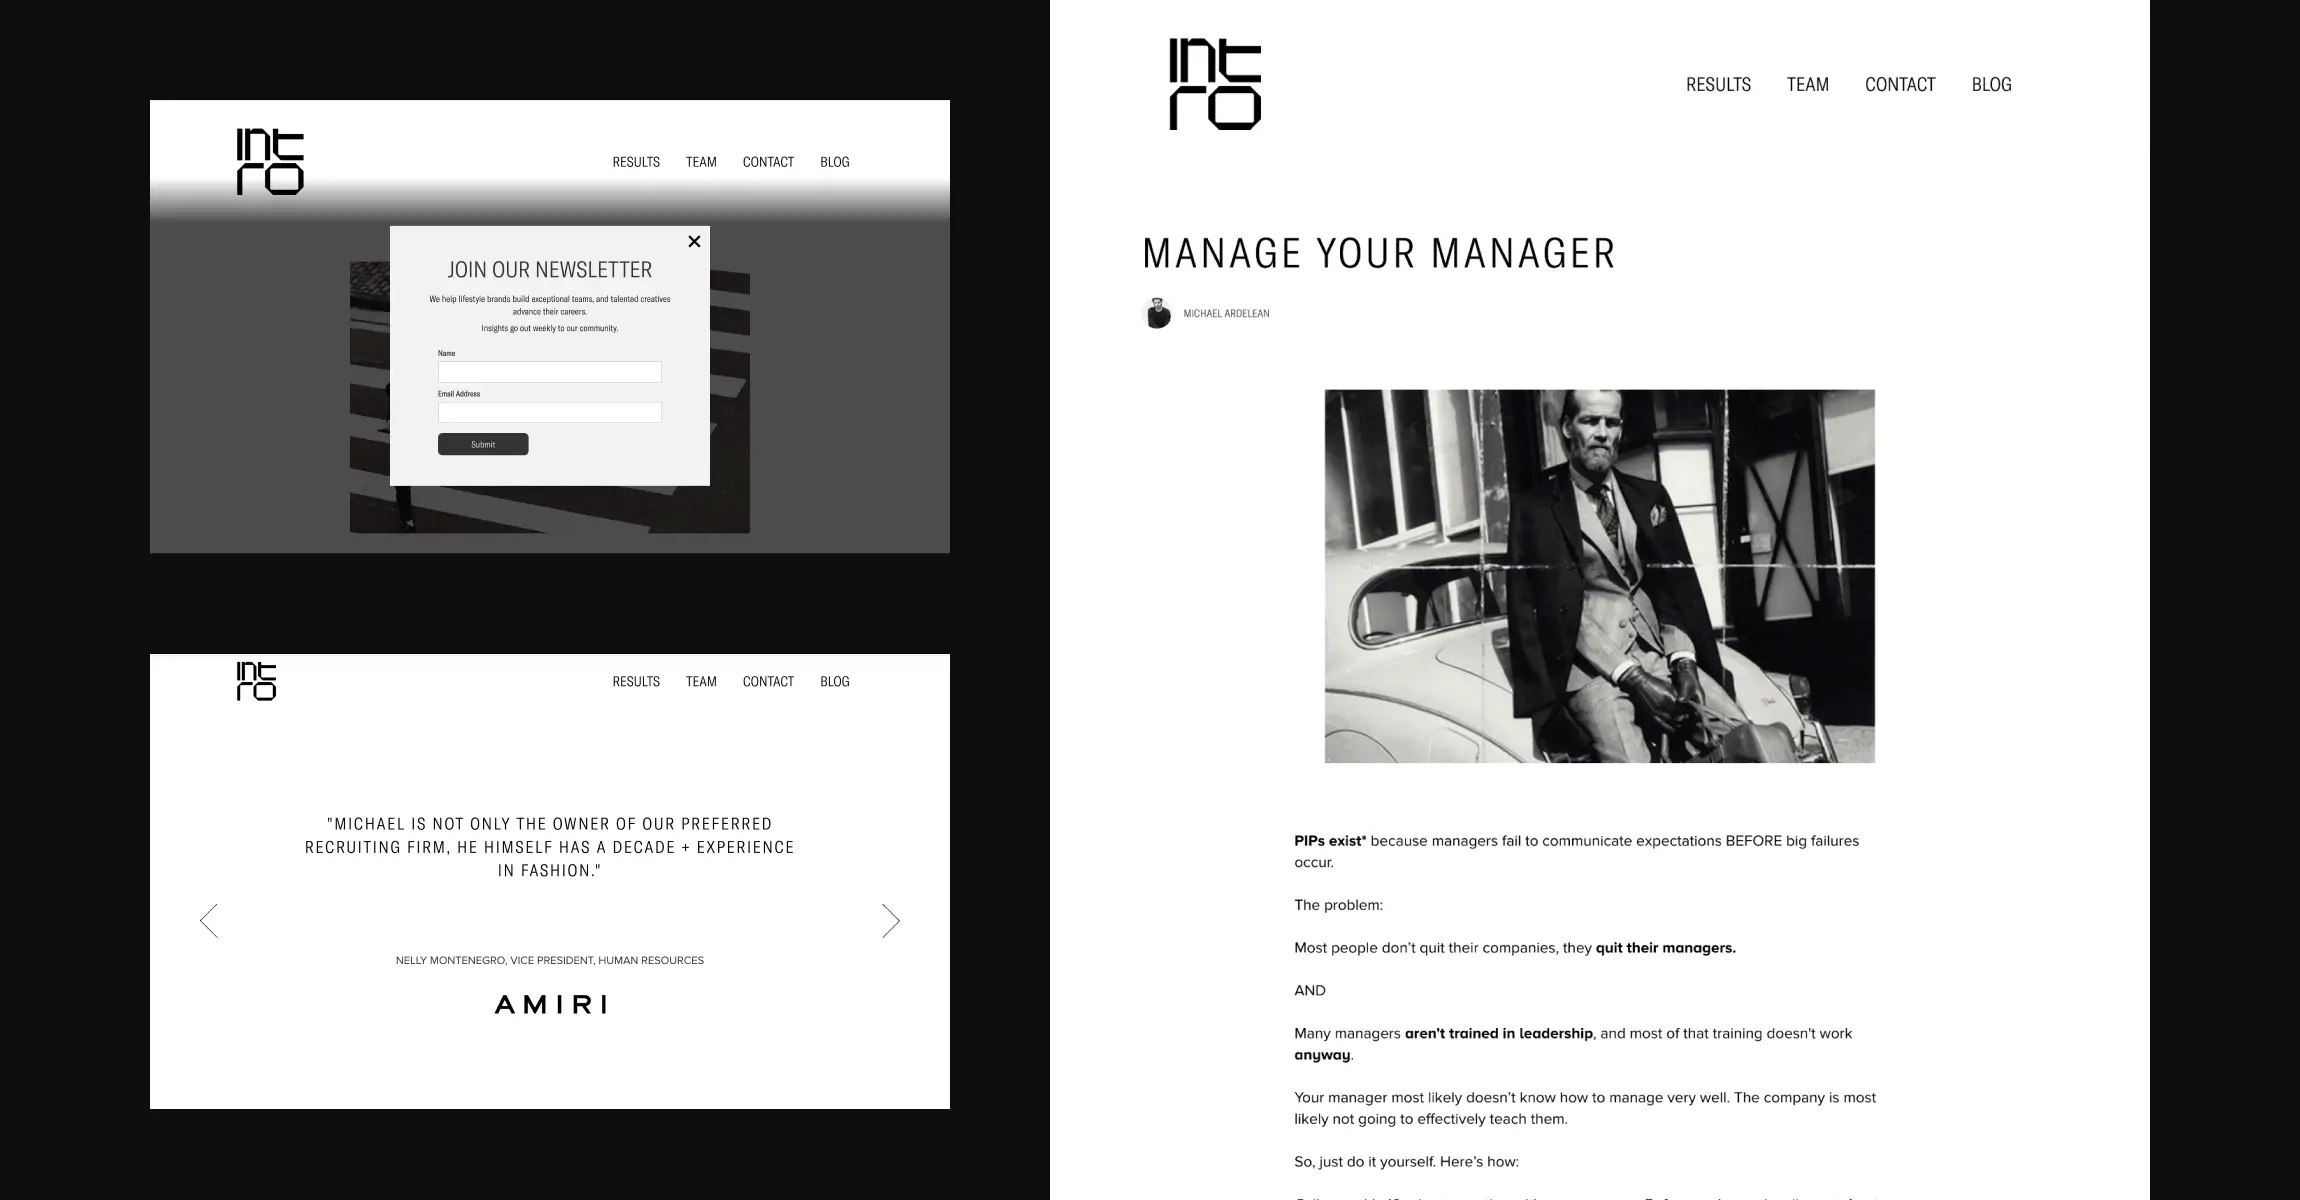 Intro
RESULTS TEAM CONTACT BLOG
JOIN OUR NEWSLETTER
We help lifestyle brands build exceptional teams, and talented creatives
advance their careers.
Insights go out weekly to our community.
Name
Email Address
Submit
Intro
RESULTS TEAM CONTACT BLOG
"MICHAEL IS NOT ONLY THE OWNER OF OUR PREFERRED
RECRUITING FIRM, HE HIMSELF HAS A DECADE + EXPERIENCE
IN FASHION."
NELLY MONTENEGRO, VICE PRESIDENT, HUMAN RESOURCES
AMIRI
Intro
RESULTS TEAM CONTACT BLOG
MANAGE YOUR MANAGER
MICHAEL ARDELEAN
PIPs exist* because managers fail to communicate expectations BEFORE big failures
occur.
The problem:
Most people don’t quit their companies, they quit their managers.
AND
Many managers aren't trained in leadership, and most of that training doesn't work
anyway.
Your manager most likely doesn’t know how to manage very well. The company is most
likely not going to effectively teach them.
So, just do it yourself. Here’s how: